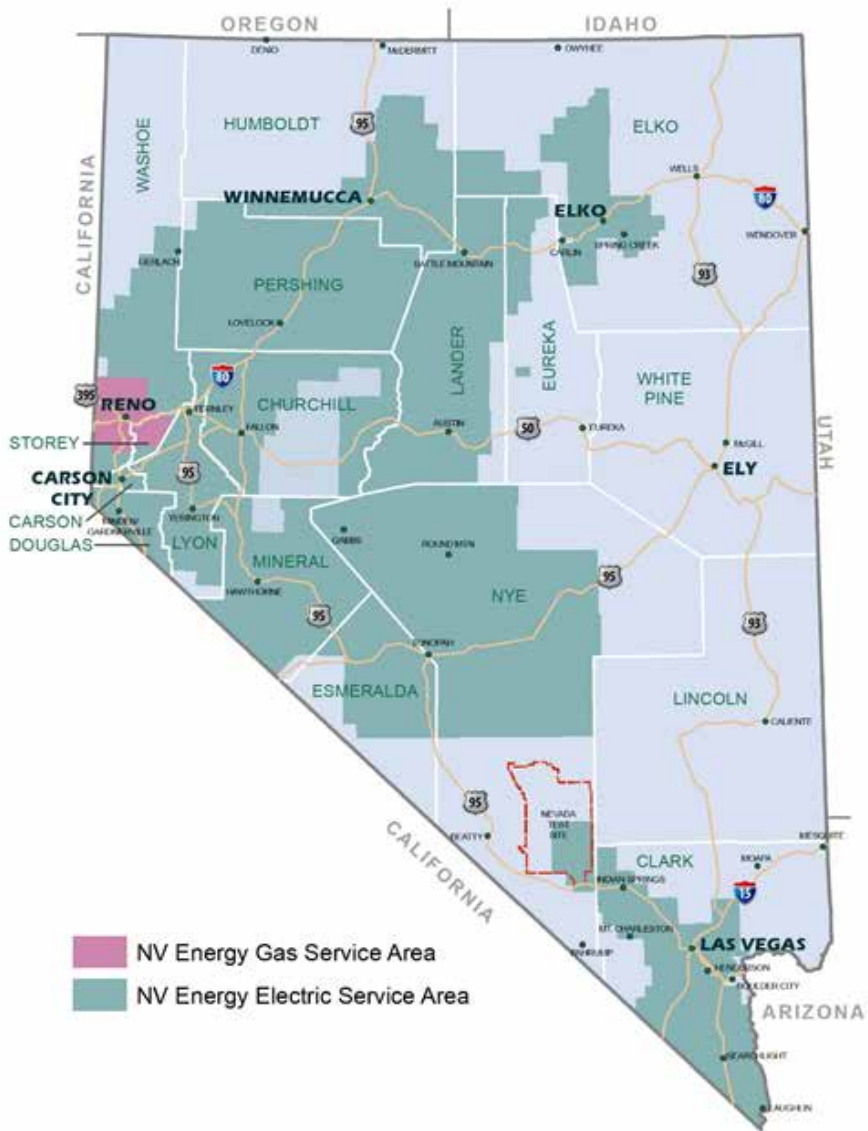 OREGON
IDAHO
DENIO
McDERMITT
OWYHEE
95
HUMBOLDT
ELKO
WASHOE
CALIFORNIA
WELLS
80
WINNEMUCCA
ELKO
SPRING CREEK
CARLIN
WENDOVER
GERLACH
BATTLE MOUNTAIN
93
PERSHING
LOVELOCK
LANDER
EUREKA
WHITE
PINE
80
395
RENO
FERNLEY
CHURCHILL
UTAH
STOREY
FALLON
AUSTIN
50
EUREKA
McGILL
CARSON
CITY
95
ELY
CARSON
YERINGTON
MINDEN/
GARDNERVILLE
DOUGLAS
LYON
MINERAL
GABBS
ROUND MTN
HAWTHORNE
NYE
95
95
93
TONOPAH
ESMERALDA
LINCOLN
CALIENTE
95
NEVADA
TEST
SITE
BEATTY
CALIFORNIA
MESQUITE
CLARK
MOAPA
INDIAN SPRINGS
15
MT. CHARLESTON
PAHRUMP
LAS VEGAS
HENDERSON
BOULDER CITY
ARIZONA
SEARCHLIGHT
LAUGHLIN
NV Energy Gas Service Area
NV Energy Electric Service Area